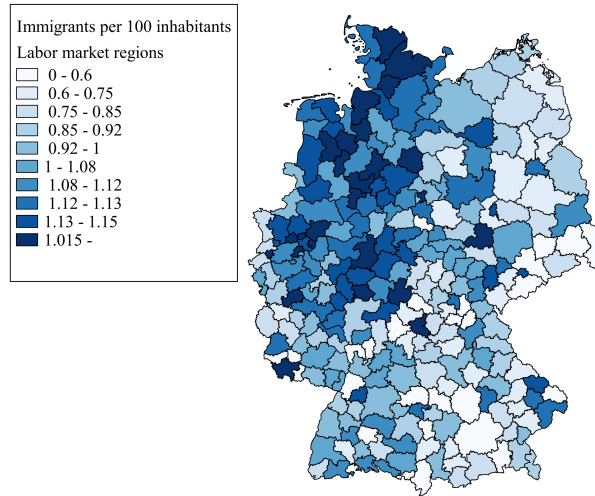 Immigrants per 100 inhabitants
Labor market regions
0 - 0.6
0.6 - 0.75
0.75 - 0.85
0.85 - 0.92
0.92 - 1
1 - 1.08
1.08 - 1.12
1.12 - 1.13
1.13 - 1.15
1.015 -